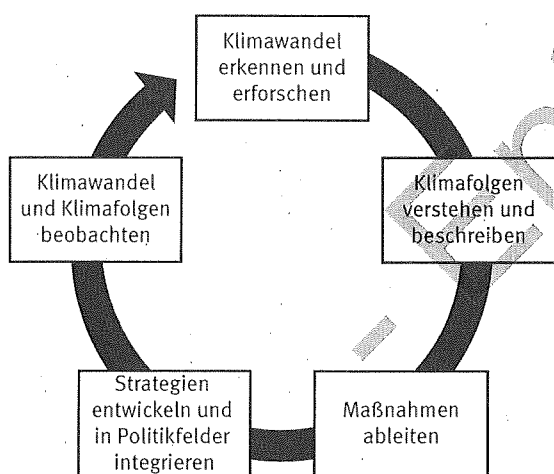 Klimawandel
erkennen und
erforschen
Klimafolgen
verstehen und
beschreiben
Maßnahmen
ableiten
Strategien
entwickeln und
in Politikfelder
integrieren
Klimawandel
und Klimafolgen
beobachten